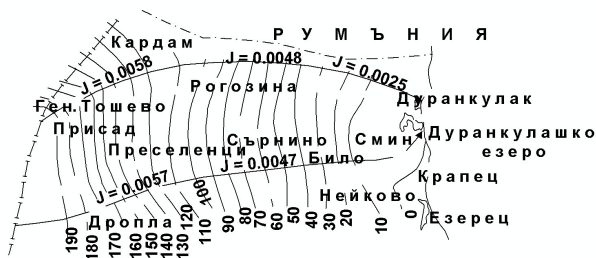 Р У М Ъ Н И Я
Кардам
J = 0.0058
J = 0.0048
J = 0.0025
Рогозина
Дуранкулак
Ген. Тошево
Присад
Преселенци
Сърнино
Смин
Дуранкулашко
езеро
J = 0.0047
Било
Крапец
J = 0.0057
Нейково
Дропла
Езерец
190
180
170
160
150
140
130
120
110
100
90
80
70
60
50
40
30
20
10
0